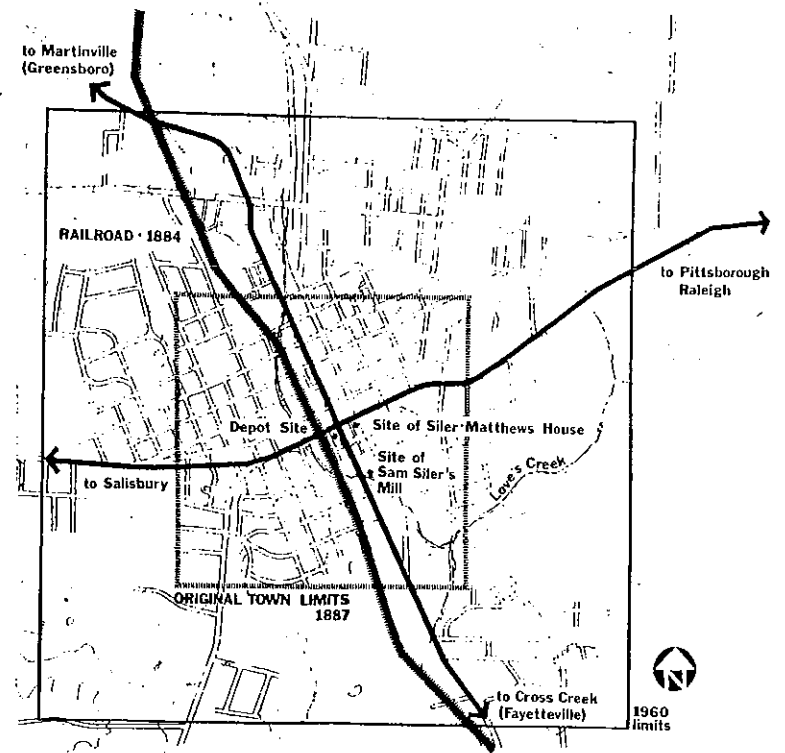 to Martinville
(Greensboro)
RAILROAD · 1884
to Pittsborough
Raleigh
Depot Site
Site of Siler·Matthews House
Site of
Sam Siler's
Mill
Love's Creek
to Salisbury
ORIGINAL TOWN LIMITS
1887
N
to Cross Creek
(Fayetteville)
1960
limits